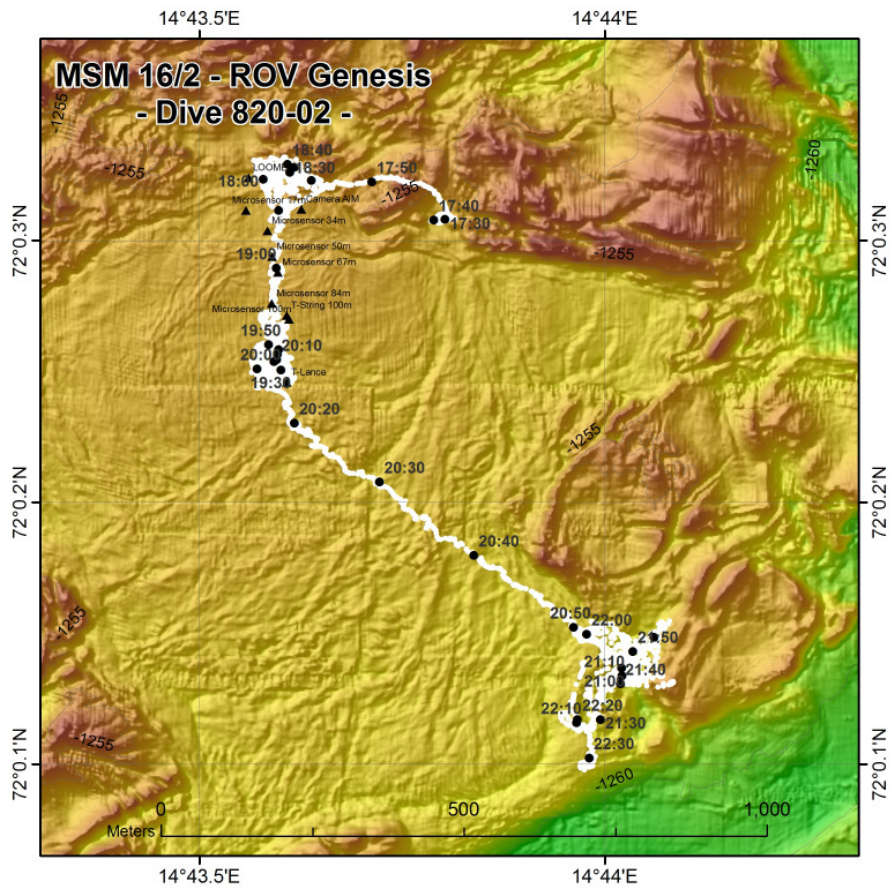 14°43.5'E
14°44'E
MSM 16/2 - ROV Genesis
- Dive 820-02 -
-1255
-1260
-1255
18:40
18:30
17:50
18:00
-1255
Camera AIM
17:40
Microsensor 17m
17:30
Microsensor 34m
72°0.3'N
72°0.3'N
19:00
Microsensor 50m
-1255
Microsensor 67m
Microsensor 84m
Microsensor 100m
T-String 100m
19:50
20:10
20:00
T-Lance
19:30
20:20
-1255
20:30
72°0.2'N
72°0.2'N
20:40
20:50
22:00
-1255
21:50
21:10
21:40
22:10
22:20
21:30
-1255
22:30
72°0.1'N
72°0.1'N
-1260
0
500
1,000
Meters
14°43.5'E
14°44'E